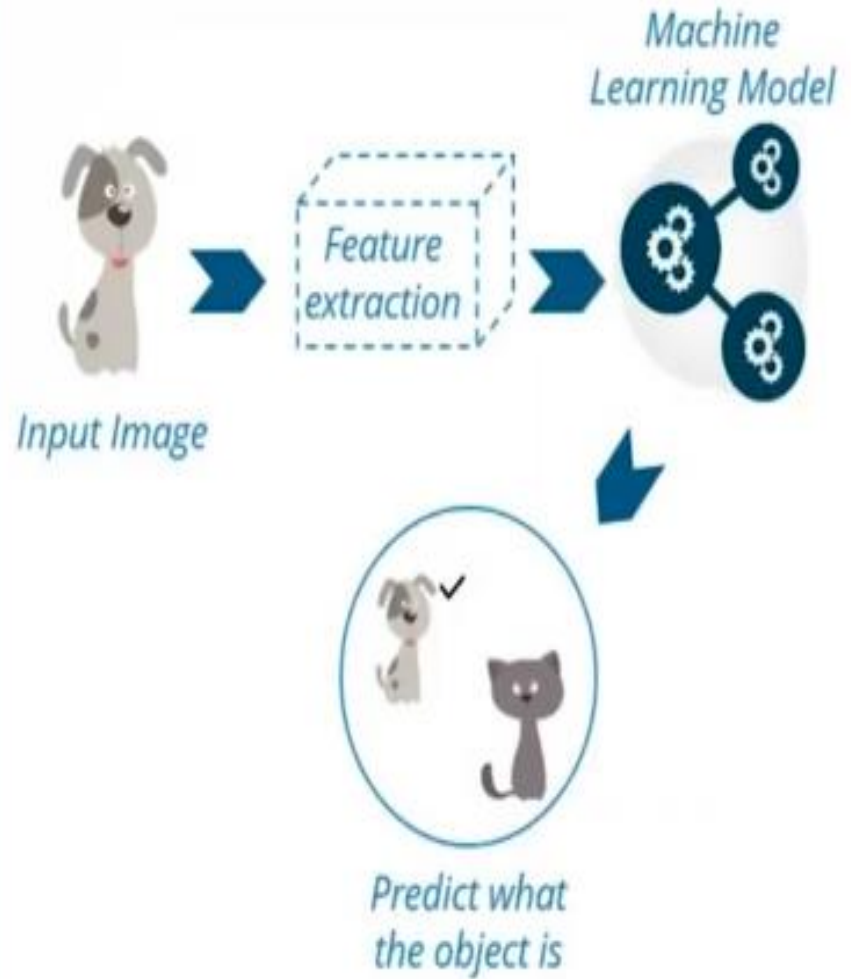 Machine
Learning Model
Feature
extraction
Input Image
Predict what
the object is